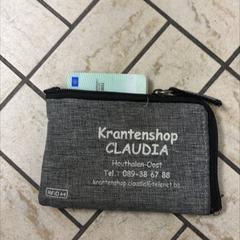 Krantenshop
CLAUDIA
Houthalen-Oost
Tel.: 089-38 67 88
krantenshop.claudia@telenet.be
RFID++